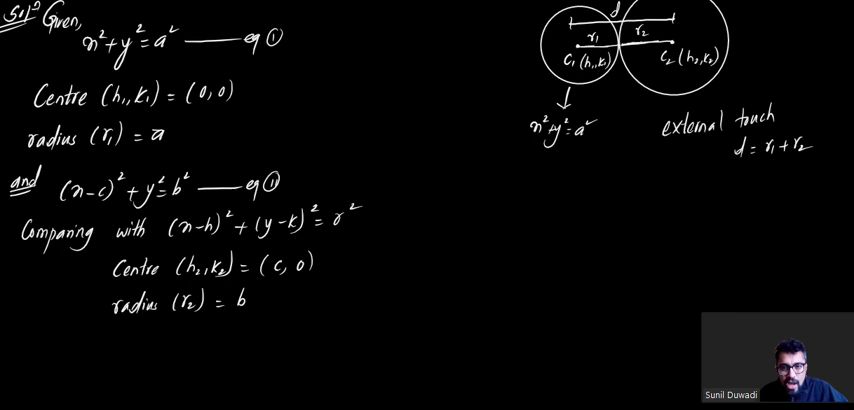 Solⁿ Given,
x² + y² = a² —— eq ①
Centre (h₁, k₁) = (0, 0)
radius (r₁) = a
and (x-c)² + y² = b² —— eq ⑪
Comparing with (x-h)² + (y-k)² = r²
Centre (h₂, k₂) = (c, 0)
radius (r₂) = b
d
r₁ r₂
C₁ (h₁, k₁) C₂ (h₂, k₂)
x² + y² = a²
external touch
d = r₁ + r₂
Sunil Duwadi